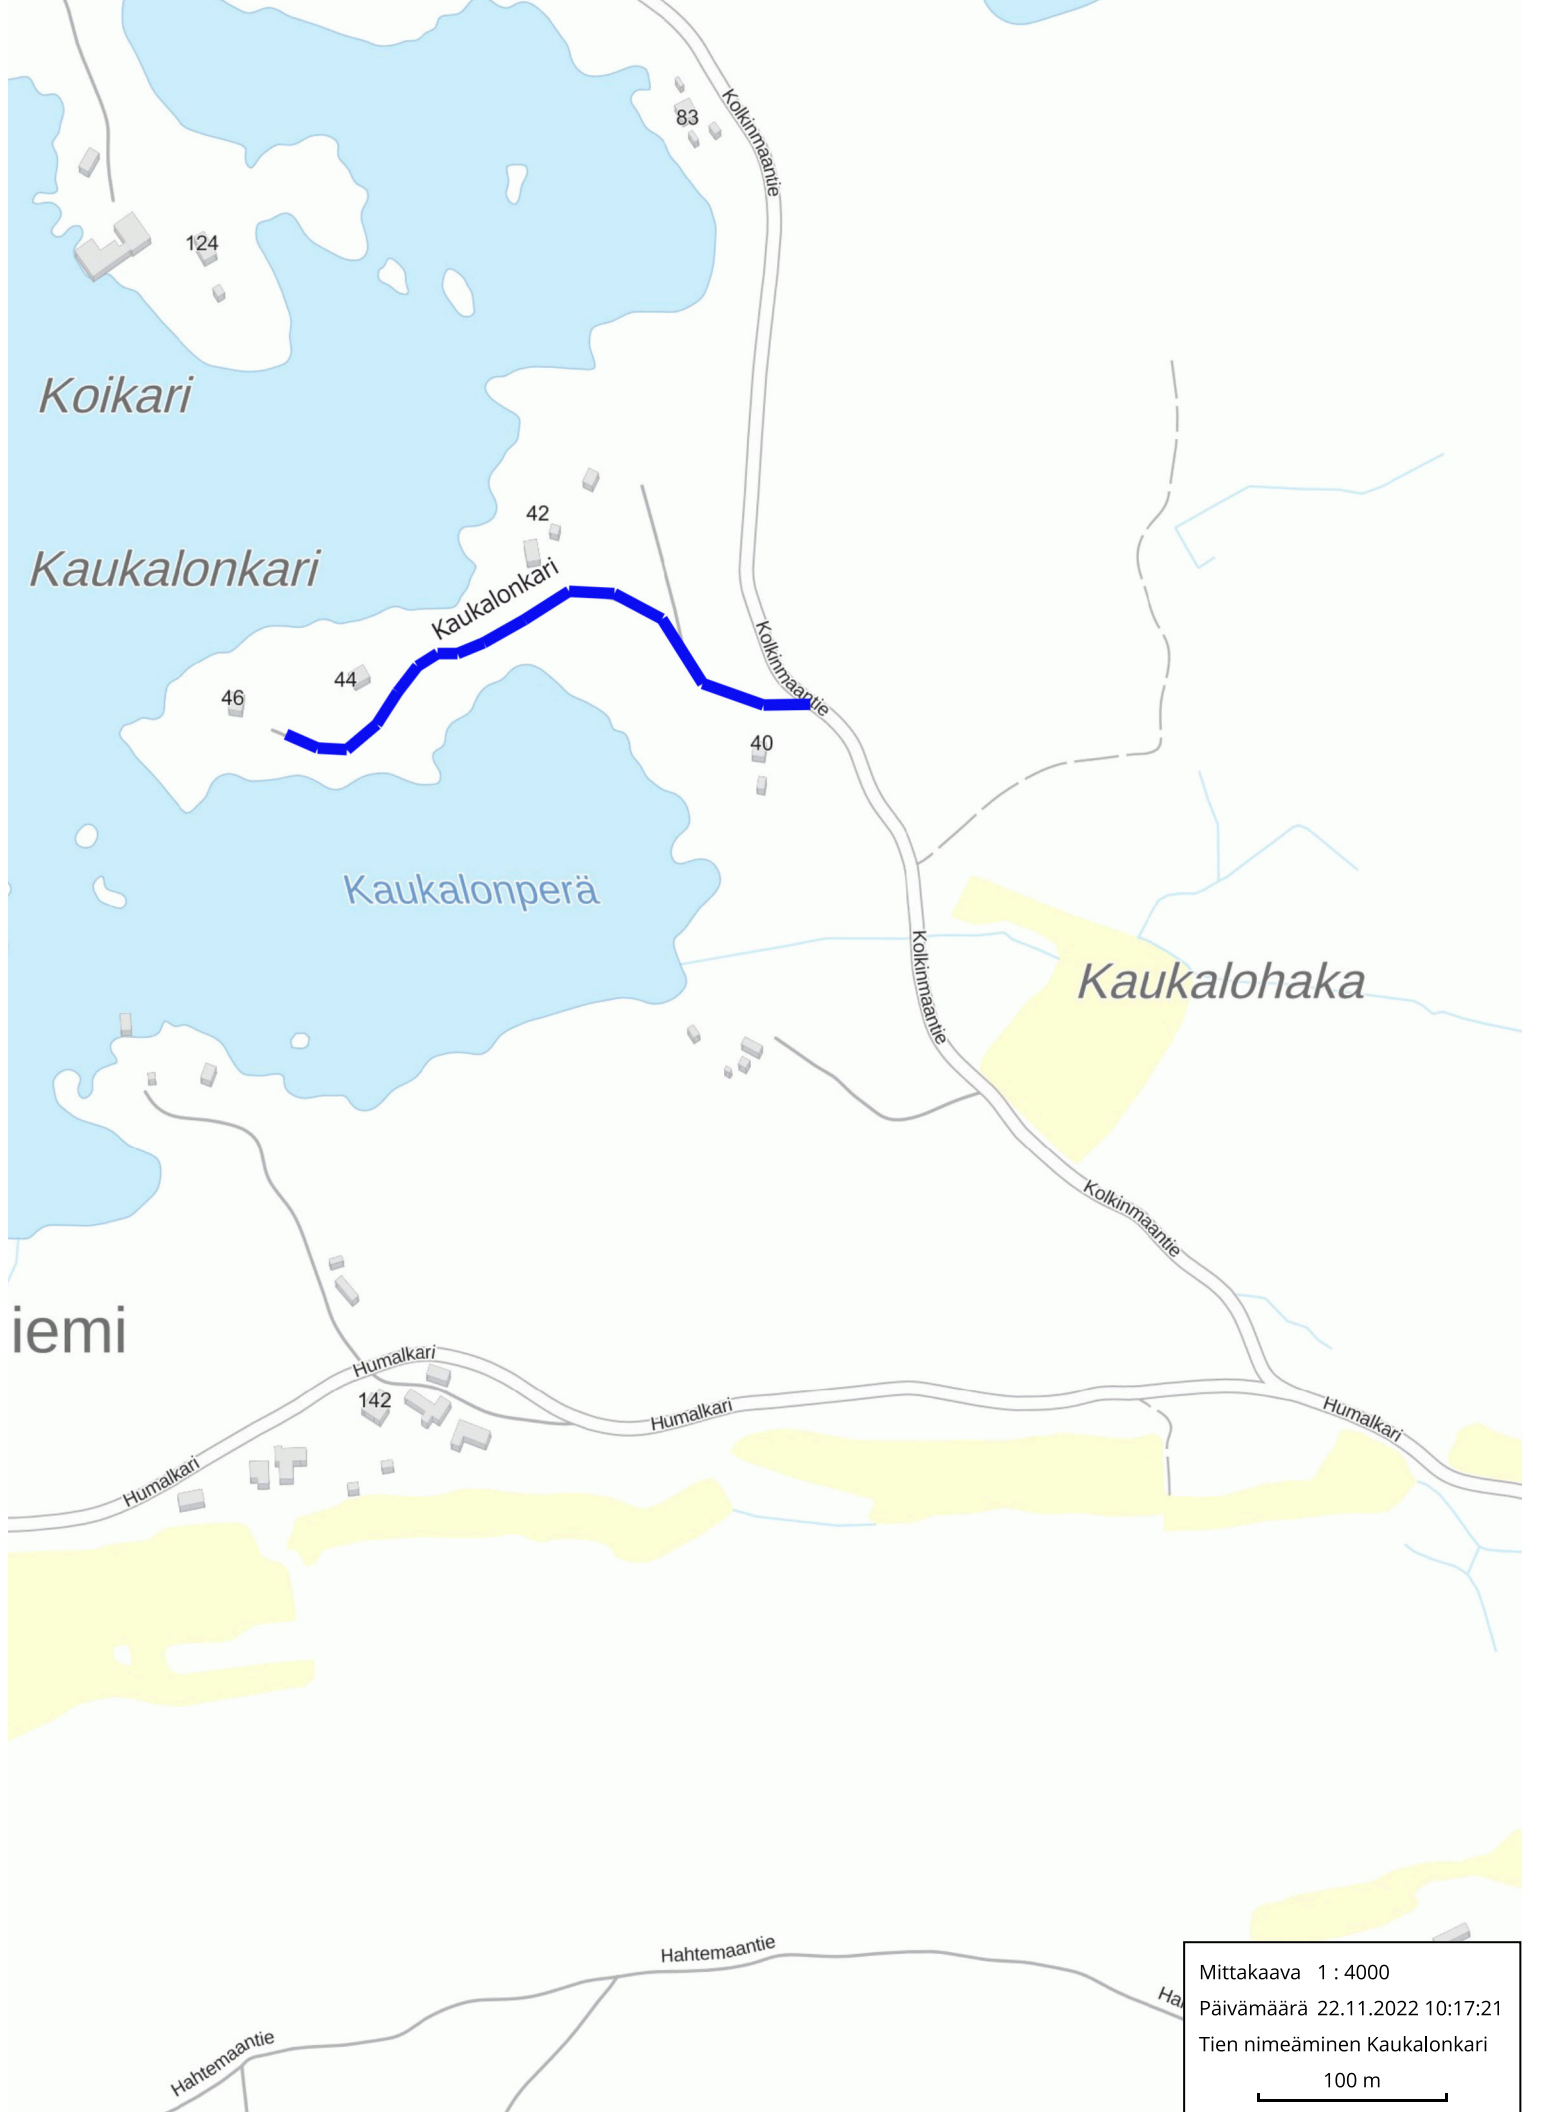 Kolkinmaantie
83
124
Koikari
42
Kaukalonkari
Kaukalonkari
Kolkinmaantie
44
46
40
Kaukalonperä
Kolkinmaantie
Kaukalohaka
Kolkinmaantie
iemi
Humalkari
142
Humalkari
Humalkari
Humalkari
Hahtemaantie
Hahtemaantie
Ha
Mittakaava 1 : 4000
Päivämäärä 22.11.2022 10:17:21
Tien nimeäminen Kaukalonkari
100 m